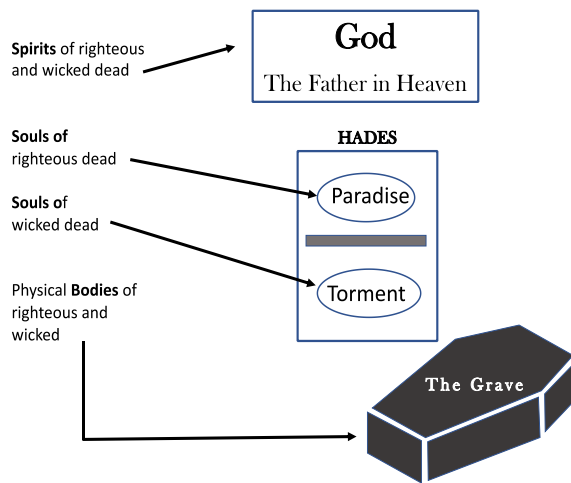 God
The Father in Heaven
Spirits of righteous
and wicked dead
HADES
Souls of
righteous dead
Paradise
Souls of
wicked dead
Torment
Physical Bodies of
righteous and
wicked
The Grave